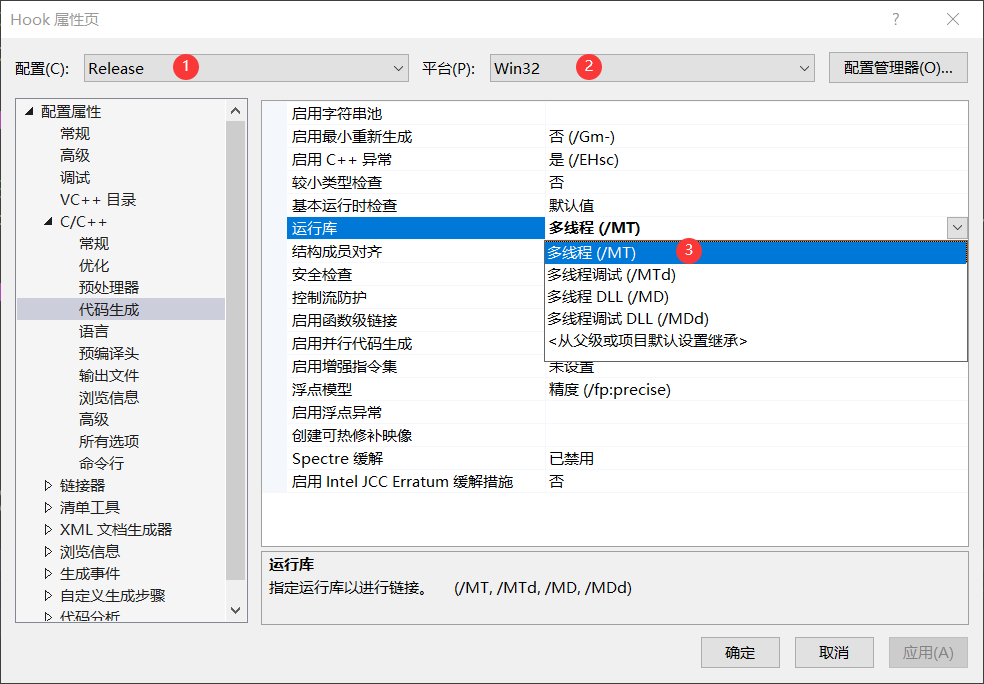 Hook 属性页
?
配置(C): Release 1 平台(P): Win32 2 配置管理器(O)...
配置属性
常规
高级
调试
VC++ 目录
C/C++
常规
优化
预处理器
代码生成
语言
预编译头
输出文件
浏览信息
高级
所有选项
命令行
链接器
清单工具
XML 文档生成器
浏览信息
生成事件
自定义生成步骤
代码分析
启用字符串池
启用最小重新生成 否 (/Gm-)
启用 C++ 异常 是 (/EHsc)
较小类型检查 否
基本运行时检查 默认值
运行库 多线程 (/MT)
结构成员对齐
安全检查
控制流防护
启用函数级链接
启用并行代码生成
启用增强指令集 未设置
浮点模型 精度 (/fp:precise)
启用浮点异常
创建可热修补映像
Spectre 缓解 已禁用
启用 Intel JCC Erratum 缓解措施 否
多线程 (/MT) 3
多线程调试 (/MTd)
多线程 DLL (/MD)
多线程调试 DLL (/MDd)
<从父级或项目默认设置继承>
运行库
指定运行库以进行链接。 (/MT, /MTd, /MD, /MDd)
确定 取消 应用(A)